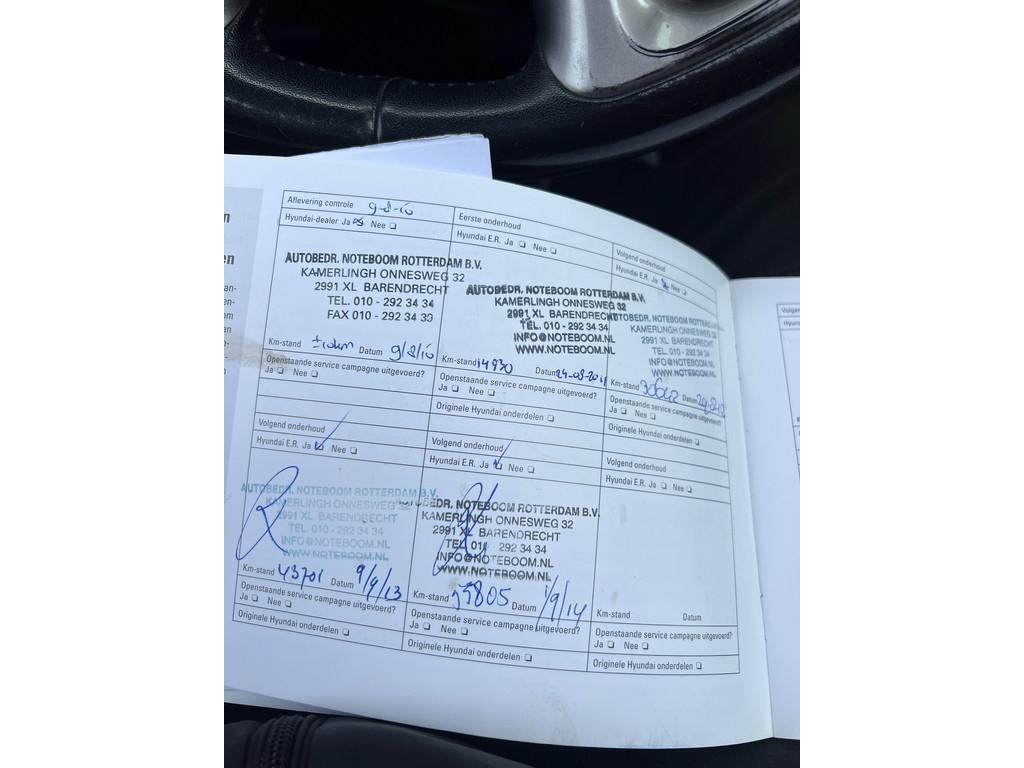 Aflevering controle 9-8-10
Hyundai-dealer Ja Nee
AUTOBEDR. NOTEBOOM ROTTERDAM B.V.
KAMERLINGH ONNESWEG 32
2991 XL BARENDRECHT
TEL. 010 - 292 34 34
FAX 010 - 292 34 39
Km-stand ±10km Datum 9/8/10
Openstaande service campagne uitgevoerd?
Ja Nee
Eerste onderhoud
Hyundai E.R. Ja Nee
AUTOBEDR. NOTEBOOM ROTTERDAM B.V.
KAMERLINGH ONNESWEG 32
2991 XL BARENDRECHT
TEL. 010 - 292 34 34
INFO@NOTEBOOM.NL
WWW.NOTEBOOM.NL
Km-stand 14930 Datum 24-08-2011
Openstaande service campagne uitgevoerd?
Ja Nee
Originele Hyundai onderdelen
Volgend onderhoud
Hyundai E.R. Ja Nee
AUTOBEDR. NOTEBOOM ROTTERDAM
KAMERLINGH ONNESWEG 32
2991 XL BARENDRECHT
TEL. 010 - 292 34 34
INFO@NOTEBOOM.NL
WWW.NOTEBOOM.NL
Km-stand Datum
Openstaande service campagne uitgevoerd?
Ja Nee
Originele Hyundai onderdelen
Volgend onderhoud
Hyundai E.R. Ja Nee
AUTOBEDR. NOTEBOOM ROTTERDAM B.V.
KAMERLINGH ONNESWEG 32
2991 XL BARENDRECHT
TEL. 010 - 292 34 34
INFO@NOTEBOOM.NL
WWW.NOTEBOOM.NL
Km-stand 43701 Datum 9/9/13
Openstaande service campagne uitgevoerd?
Ja Nee
Originele Hyundai onderdelen
Volgend onderhoud
Hyundai E.R. Ja Nee
AUTOBEDR. NOTEBOOM ROTTERDAM B.V.
KAMERLINGH ONNESWEG 32
2991 XL BARENDRECHT
TEL. 010 - 292 34 34
INFO@NOTEBOOM.NL
WWW.NOTEBOOM.NL
Km-stand 59805 Datum 1/9/14
Openstaande service campagne uitgevoerd?
Ja Nee
Originele Hyundai onderdelen
Volgend onderhoud
Hyundai E.R. Ja Nee
Km-stand Datum
Openstaande service campagne uitgevoerd?
Ja Nee
Originele Hyundai onderdelen